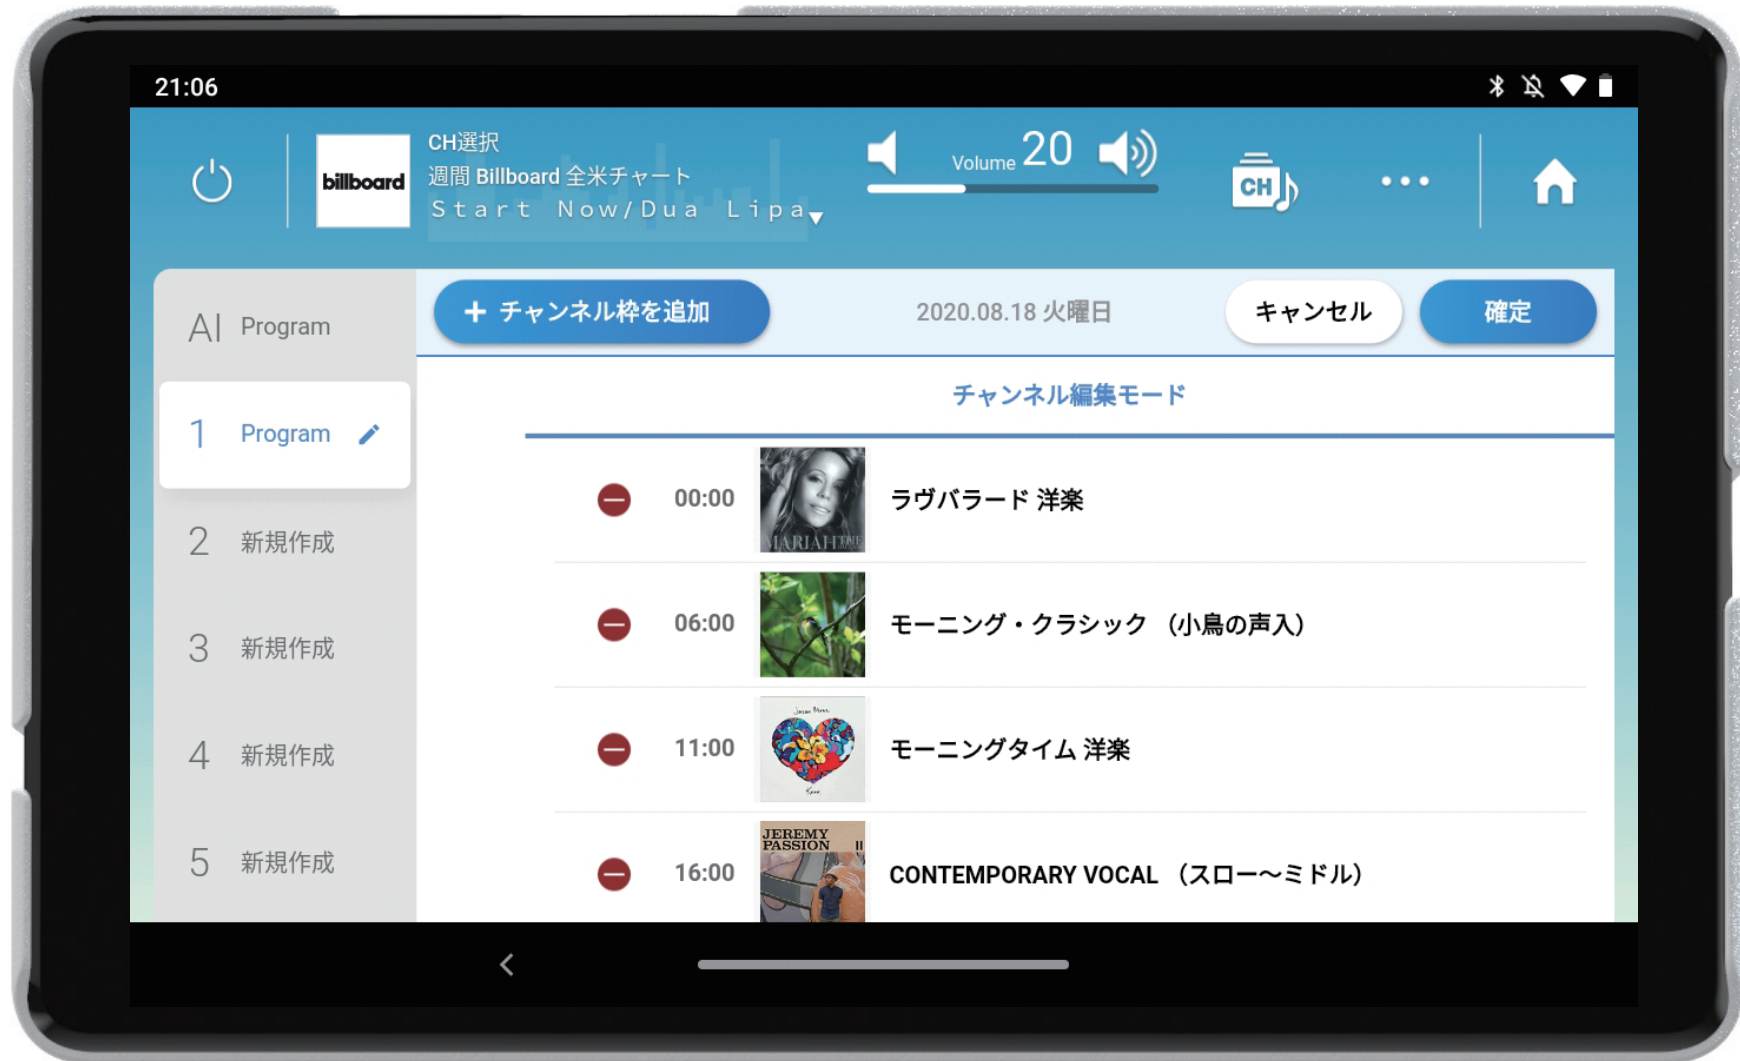 21:06
billboard
CH選択
週間 Billboard 全米チャート
Start Now/Dua Lipa
Volume 20
CH
AI Program
1 Program
2 新規作成
3 新規作成
4 新規作成
5 新規作成
+ チャンネル枠を追加
2020.08.18 火曜日
キャンセル
確定
チャンネル編集モード
00:00
MARIAH THE
ラヴバラード 洋楽
06:00
モーニング・クラシック （小鳥の声入）
11:00
モーニングタイム 洋楽
16:00
JEREMY
PASSION II
CONTEMPORARY VOCAL （スロー〜ミドル）